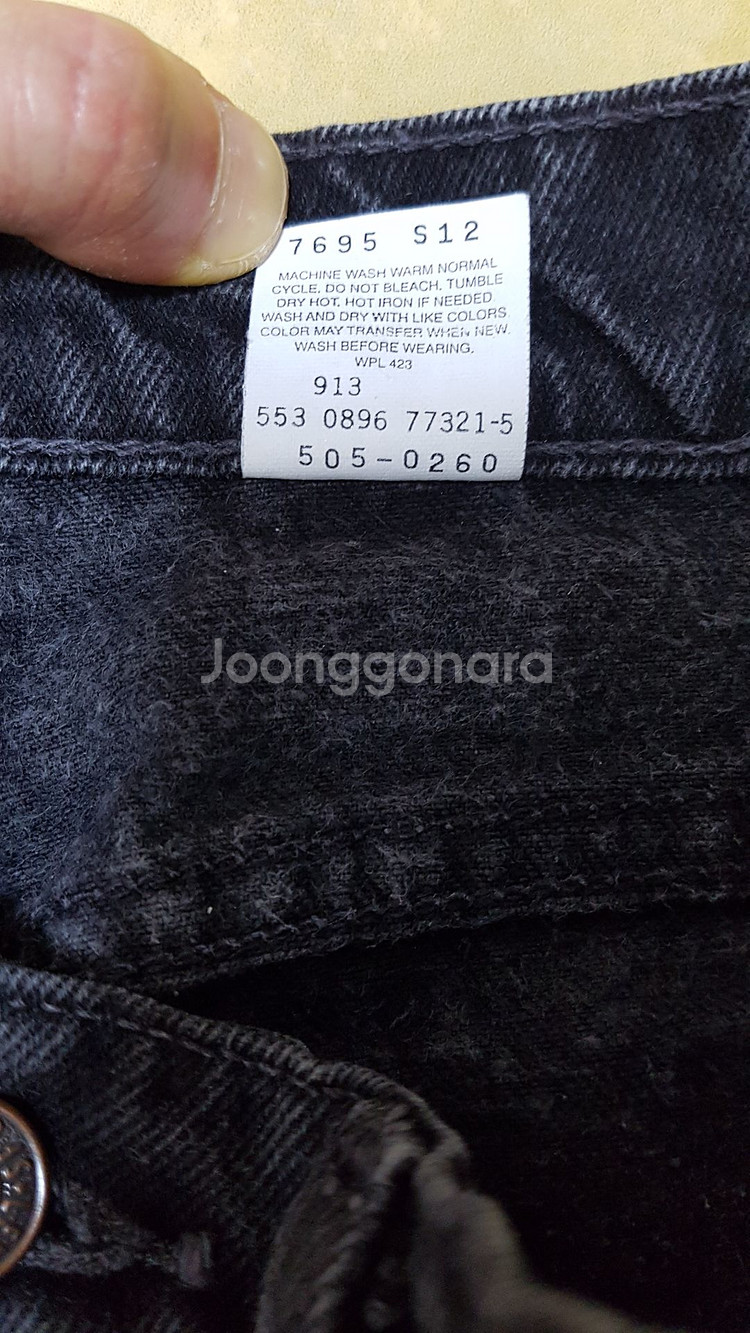 7695 S12
MACHINE WASH WARM NORMAL
CYCLE. DO NOT BLEACH. TUMBLE
DRY HOT, HOT IRON IF NEEDED.
WASH AND DRY WITH LIKE COLORS.
COLOR MAY TRANSFER WHEN NEW.
WASH BEFORE WEARING.
WPL 423
913
553 0896 77321-5
505-0260
Joonggonara